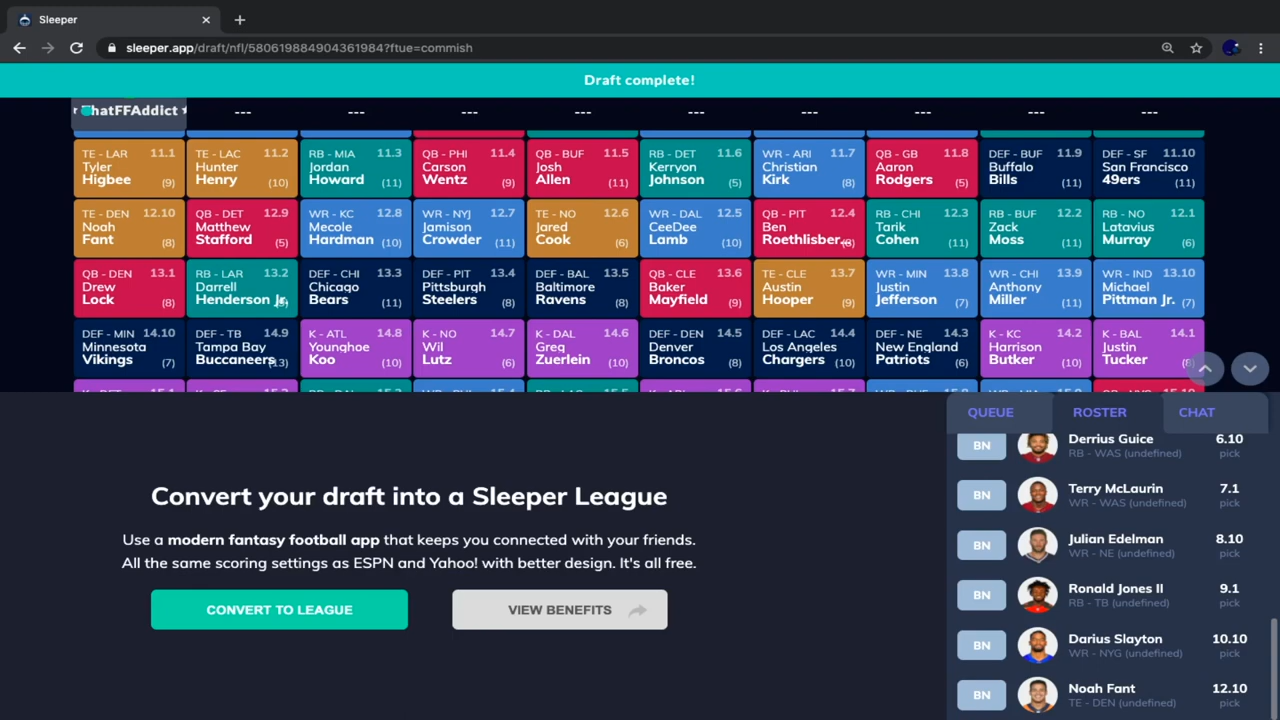 Sleeper
sleeper.app/draft/nfl/580619884904361984?ftue=commish
Draft complete!
hatFFAddict
--- --- --- --- --- --- --- --- ---
TE - LAR 11.1
Tyler
Higbee (9)
TE - LAC 11.2
Hunter
Henry (10)
RB - MIA 11.3
Jordan
Howard (11)
QB - PHI 11.4
Carson
Wentz (9)
QB - BUF 11.5
Josh
Allen (11)
RB - DET 11.6
Kerryon
Johnson (5)
WR - ARI 11.7
Christian
Kirk (8)
QB - GB 11.8
Aaron
Rodgers (5)
DEF - BUF 11.9
Buffalo
Bills (11)
DEF - SF 11.10
San Francisco
49ers (11)
TE - DEN 12.10
Noah
Fant (8)
QB - DET 12.9
Matthew
Stafford (5)
WR - KC 12.8
Mecole
Hardman (10)
WR - NYJ 12.7
Jamison
Crowder (11)
TE - NO 12.6
Jared
Cook (6)
WR - DAL 12.5
CeeDee
Lamb (10)
QB - PIT 12.4
Ben
Roethlisber..
RB - CHI 12.3
Tarik
Cohen (11)
RB - BUF 12.2
Zack
Moss (11)
RB - NO 12.1
Latavius
Murray (6)
QB - DEN 13.1
Drew
Lock (8)
RB - LAR 13.2
Darrell
Henderson Jr.
DEF - CHI 13.3
Chicago
Bears (11)
DEF - PIT 13.4
Pittsburgh
Steelers (8)
DEF - BAL 13.5
Baltimore
Ravens (8)
QB - CLE 13.6
Baker
Mayfield (9)
TE - CLE 13.7
Austin
Hooper (9)
WR - MIN 13.8
Justin
Jefferson (7)
WR - CHI 13.9
Anthony
Miller (11)
WR - IND 13.10
Michael
Pittman Jr. (7)
DEF - MIN 14.10
Minnesota
Vikings (7)
DEF - TB 14.9
Tampa Bay
Buccaneers (13)
K - ATL 14.8
Younghoe
Koo (10)
K - NO 14.7
Wil
Lutz (6)
K - DAL 14.6
Greg
Zuerlein (10)
DEF - DEN 14.5
Denver
Broncos (8)
DEF - LAC 14.4
Los Angeles
Chargers (10)
DEF - NE 14.3
New England
Patriots (6)
K - KC 14.2
Harrison
Butker (10)
K - BAL 14.1
Justin
Tucker
Convert your draft into a Sleeper League
Use a modern fantasy football app that keeps you connected with your friends.
All the same scoring settings as ESPN and Yahoo! with better design. It's all free.
CONVERT TO LEAGUE
VIEW BENEFITS
QUEUE ROSTER CHAT
BN Derrius Guice 6.10
RB - WAS (undefined) pick
BN Terry McLaurin 7.1
WR - WAS (undefined) pick
BN Julian Edelman 8.10
WR - NE (undefined) pick
BN Ronald Jones II 9.1
RB - TB (undefined) pick
BN Darius Slayton 10.10
WR - NYG (undefined) pick
BN Noah Fant 12.10
TE - DEN (undefined) pick